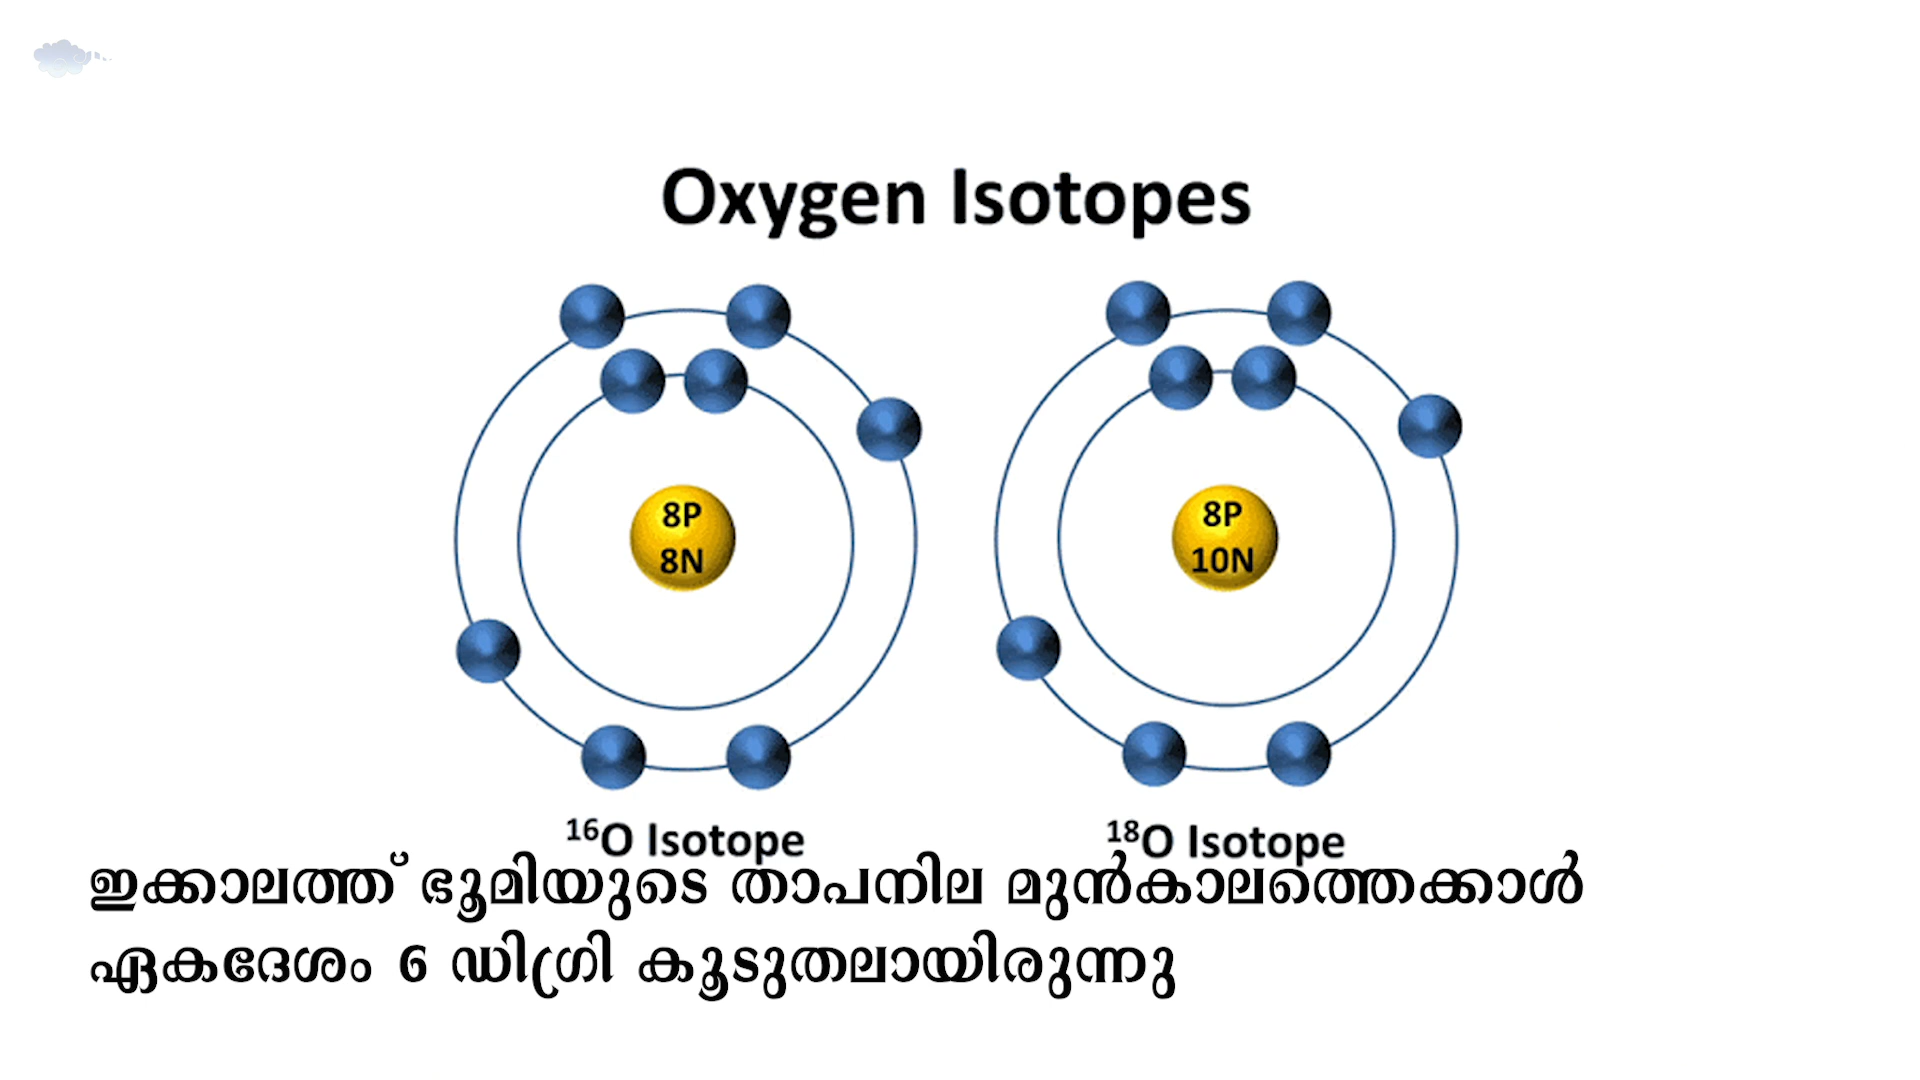 Oxygen Isotopes
8P 8P
8N 10N
¹⁶O Isotope ¹⁸O Isotope
ഇക്കാലത്ത് ഭൂമിയുടെ താപനില മുൻകാലത്തെക്കാൾ
ഏകദേശം 6 ഡിഗ്രി കൂടുതലായിരുന്നു